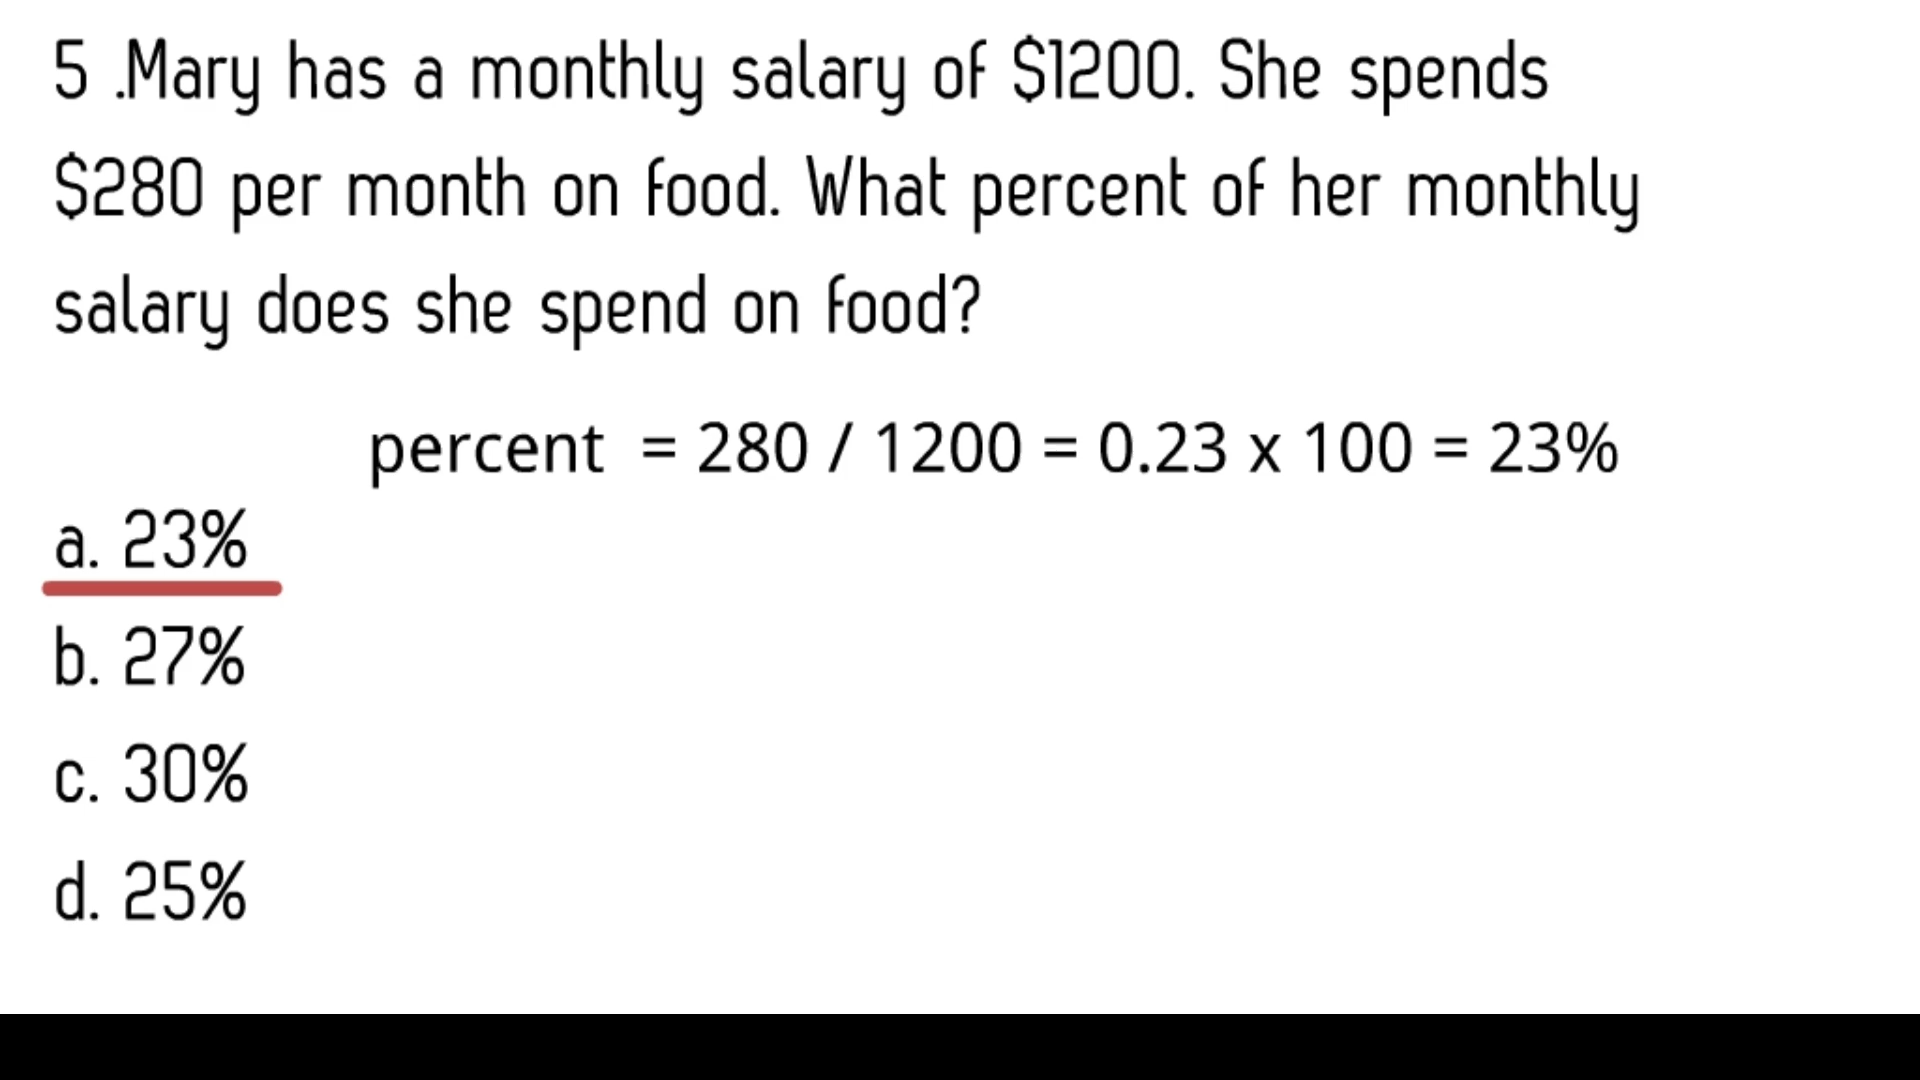 5 .Mary has a monthly salary of $1200. She spends
$280 per month on food. What percent of her monthly
salary does she spend on food?
percent = 280 / 1200 = 0.23 x 100 = 23%
a. 23%
b. 27%
c. 30%
d. 25%